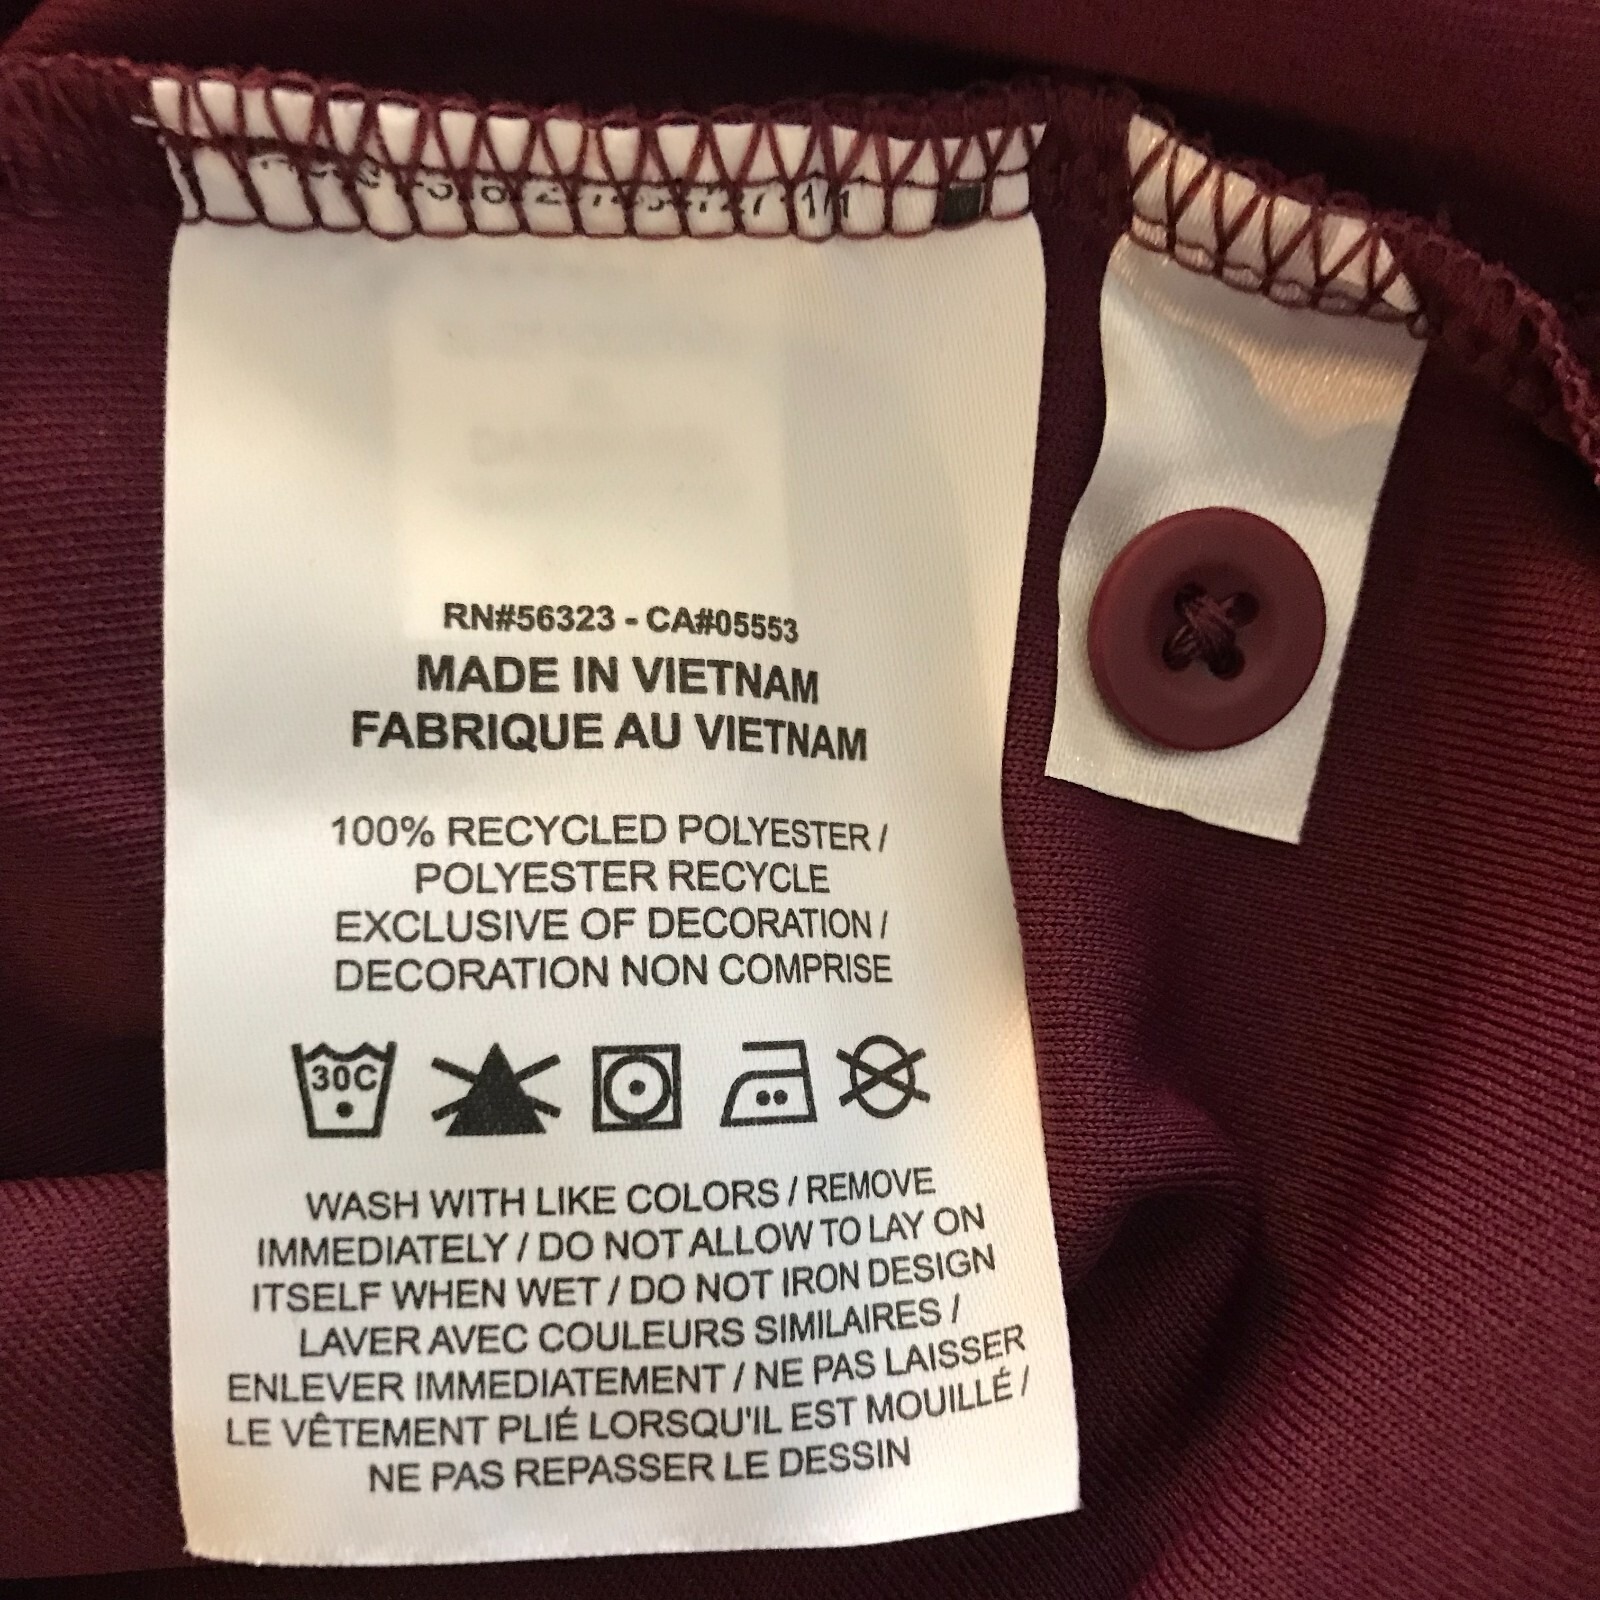 1/1
RN#56323 - CA#05553
MADE IN VIETNAM
FABRIQUE AU VIETNAM
100% RECYCLED POLYESTER /
POLYESTER RECYCLE
EXCLUSIVE OF DECORATION /
DECORATION NON COMPRISE
30C
WASH WITH LIKE COLORS / REMOVE
IMMEDIATELY / DO NOT ALLOW TO LAY ON
ITSELF WHEN WET / DO NOT IRON DESIGN
LAVER AVEC COULEURS SIMILAIRES /
ENLEVER IMMEDIATEMENT / NE PAS LAISSER
LE VÊTEMENT PLIÉ LORSQU'IL EST MOUILLÉ /
NE PAS REPASSER LE DESSIN